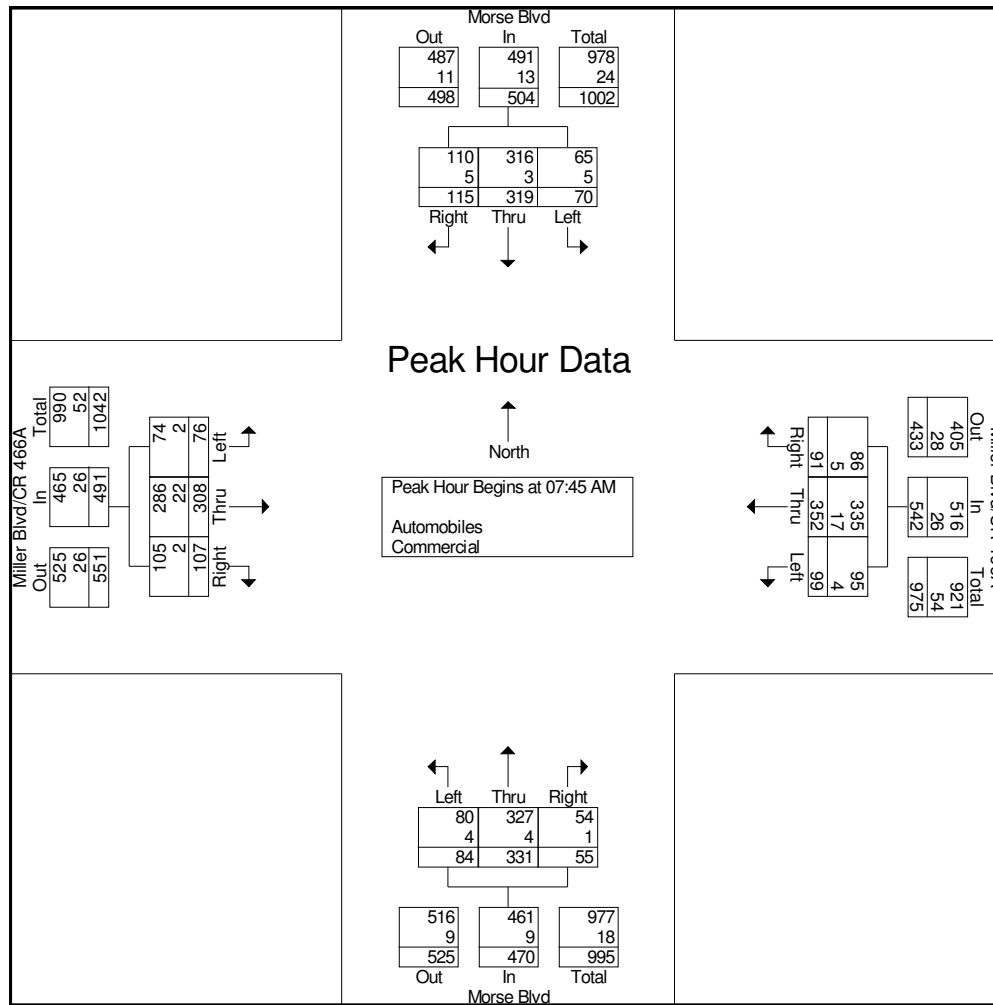 Morse Blvd
Out In Total
487 491 978
11 13 24
498 504 1002
110 316 65
5 3 5
115 319 70
Right Thru Left
Peak Hour Data
North
Peak Hour Begins at 07:45 AM
Automobiles
Commercial
Miller Blvd/CR 466A
Total In Out
990 465 525
52 26 26
1042 491 551
74 286 105
2 22 2
76 308 107
Left Thru Right
Out In Total
405 516 921
28 26 54
433 542 975
86 335 95
5 17 4
91 352 99
Right Thru Left
Left Thru Right
80 327 54
4 4 1
84 331 55
516 461 977
9 9 18
525 470 995
Out In Total
Morse Blvd